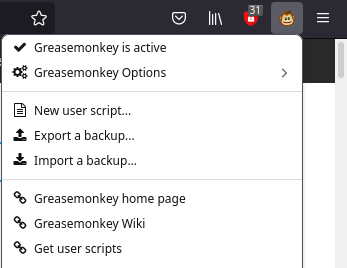 31
Greasemonkey is active
Greasemonkey Options
New user script...
Export a backup...
Import a backup...
Greasemonkey home page
Greasemonkey Wiki
Get user scripts